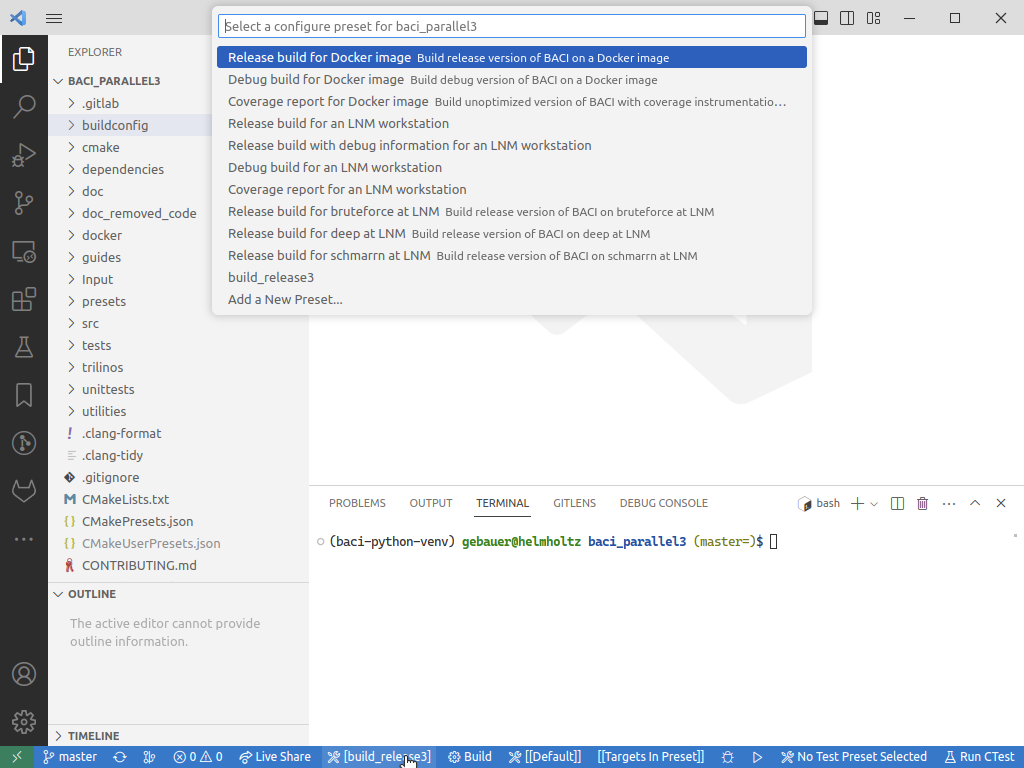 Select a configure preset for baci_parallel3
Release build for Docker image Build release version of BACI on a Docker image
Debug build for Docker image Build debug version of BACI on a Docker image
Coverage report for Docker image Build unoptimized version of BACI with coverage instrumentatio…
Release build for an LNM workstation
Release build with debug information for an LNM workstation
Debug build for an LNM workstation
Coverage report for an LNM workstation
Release build for bruteforce at LNM Build release version of BACI on bruteforce at LNM
Release build for deep at LNM Build release version of BACI on deep at LNM
Release build for schmarrn at LNM Build release version of BACI on schmarrn at LNM
build_release3
Add a New Preset...
EXPLORER
BACI_PARALLEL3
.gitlab
buildconfig
cmake
dependencies
doc
doc_removed_code
docker
guides
Input
presets
src
tests
trilinos
unittests
utilities
.clang-format
.clang-tidy
.gitignore
CMakeLists.txt
CMakePresets.json
CMakeUserPresets.json
CONTRIBUTING.md
OUTLINE
The active editor cannot provide
outline information.
TIMELINE
PROBLEMS OUTPUT TERMINAL GITLENS DEBUG CONSOLE bash
(baci-python-venv) gebauer@helmholtz baci_parallel3 (master=)$
master 0 0 Live Share [build_release3] Build [[Default]] [[Targets In Preset]] No Test Preset Selected Run CTest